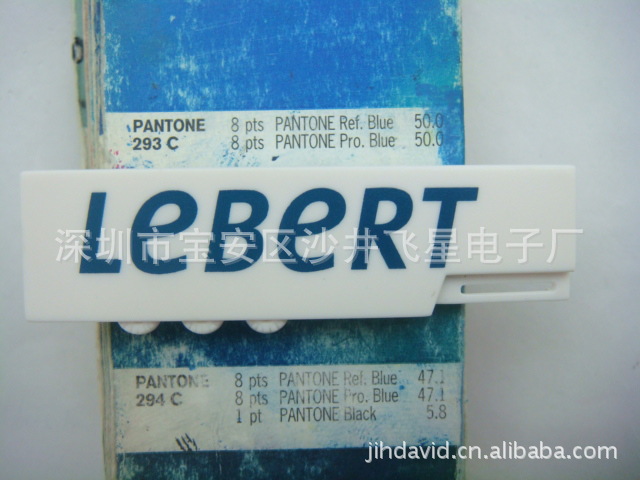 PANTONE 8 pts PANTONE Ref. Blue 50.0
293 C 8 pts PANTONE Pro. Blue 50.0
LeBeRT
深圳市宝安区沙井飞星电子厂
PANTONE 8 pts PANTONE Ref. Blue 47.1
294 C 8 pts PANTONE Pro. Blue 47.1
1 pt PANTONE Black 5.8
jihdavid.cn.alibaba.com